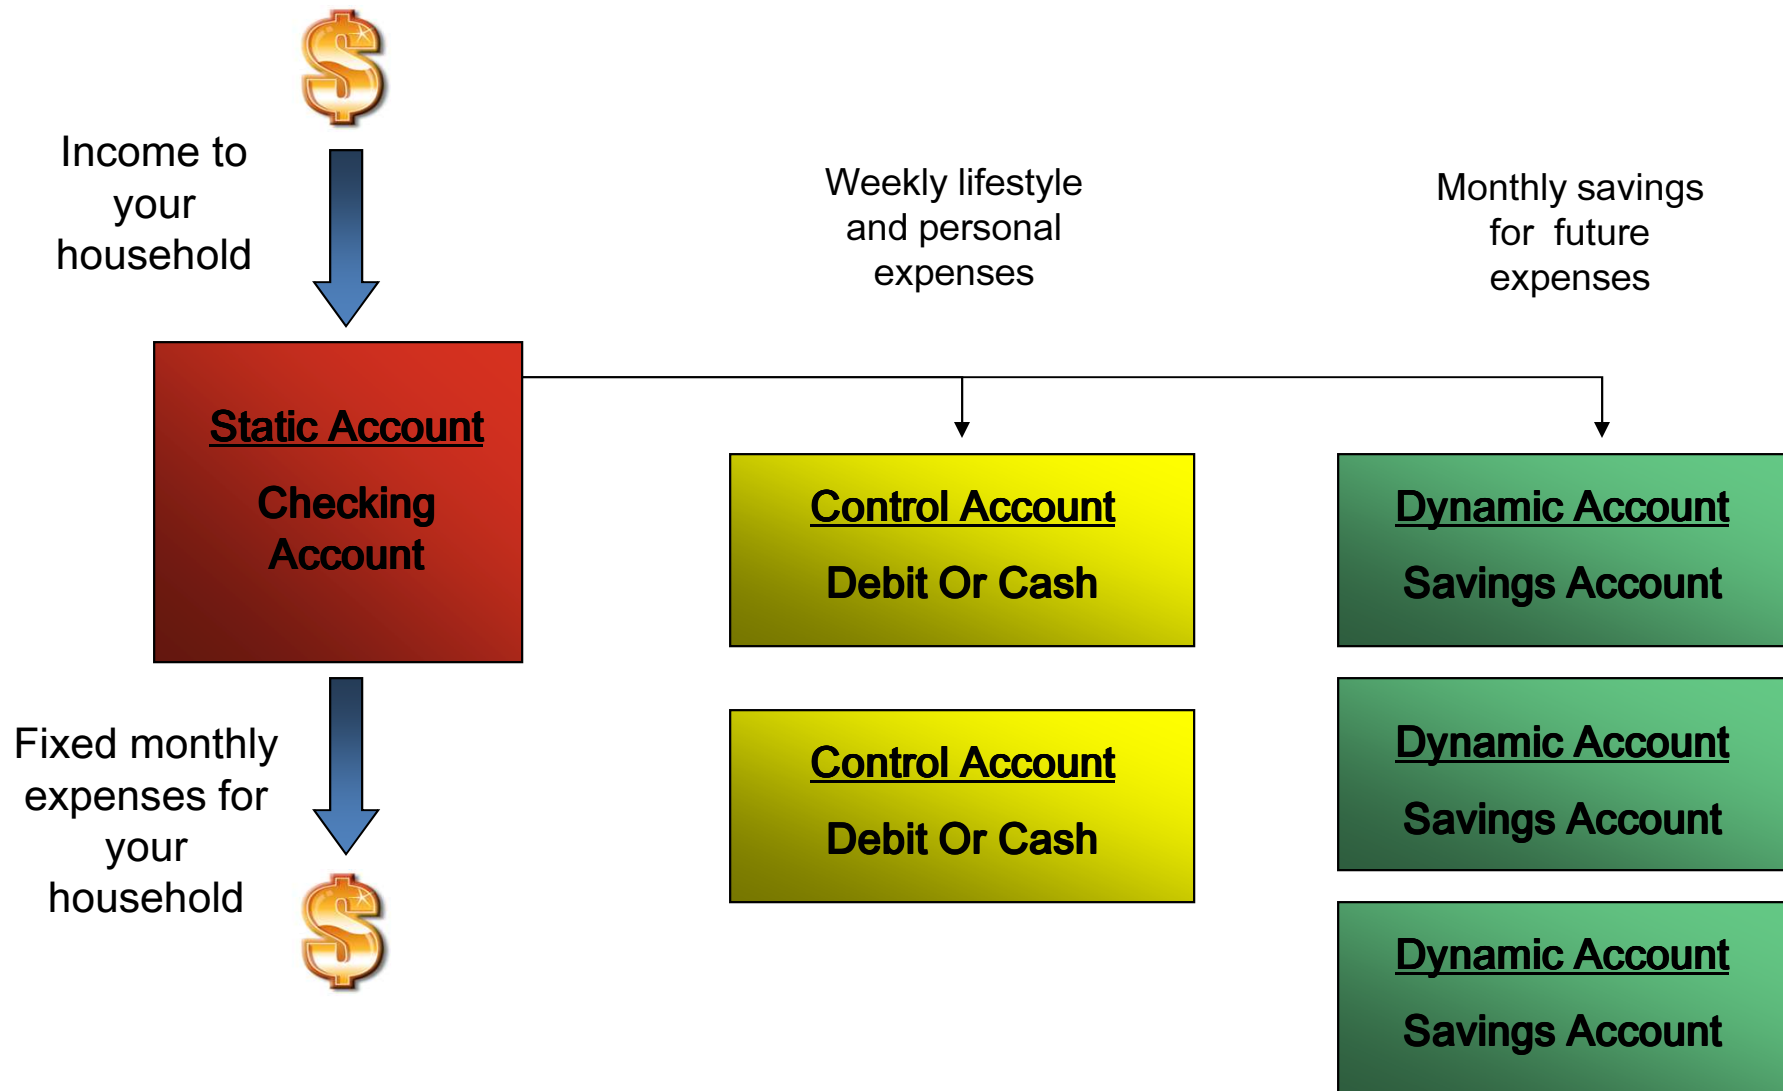 Income to
your
household
Weekly lifestyle
and personal
expenses
Monthly savings
for future
expenses
Static Account
Checking
Account
Control Account
Debit Or Cash
Dynamic Account
Savings Account
Fixed monthly
expenses for
your
household
Control Account
Debit Or Cash
Dynamic Account
Savings Account
Dynamic Account
Savings Account